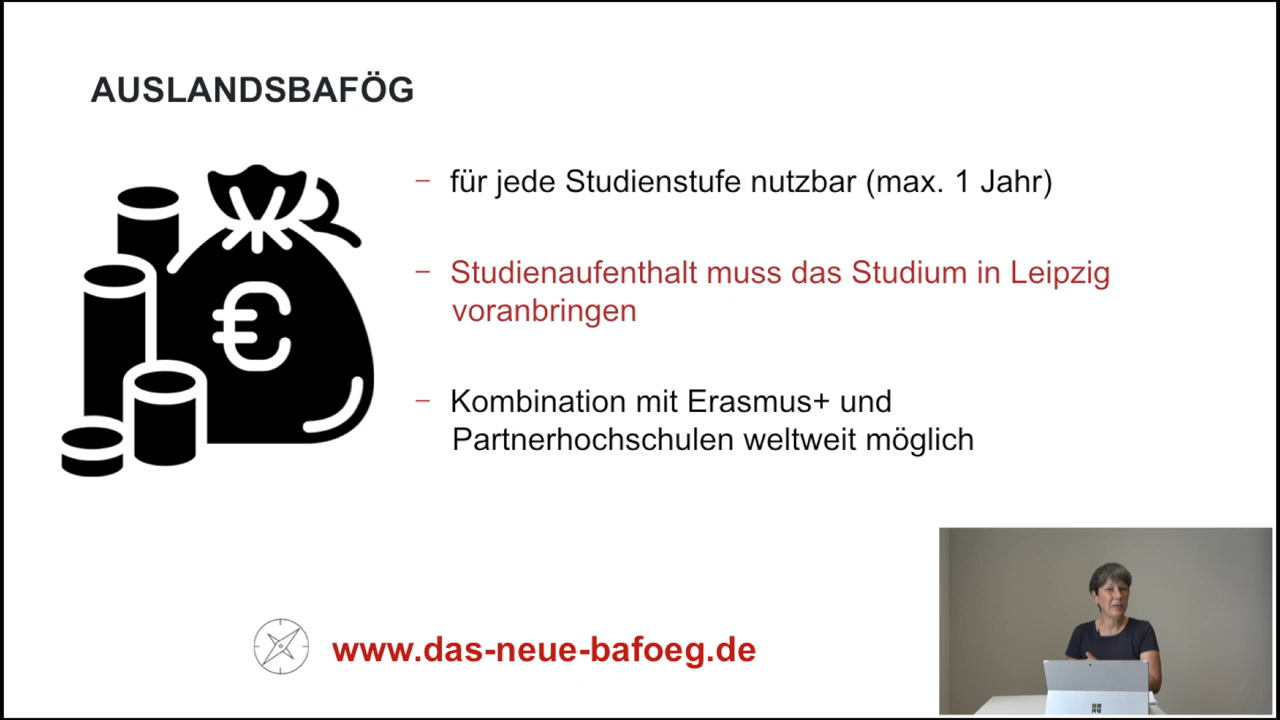 AUSLANDSBAFÖG
– für jede Studienstufe nutzbar (max. 1 Jahr)
– Studienaufenthalt muss das Studium in Leipzig
voranbringen
– Kombination mit Erasmus+ und
Partnerhochschulen weltweit möglich
€
www.das-neue-bafoeg.de